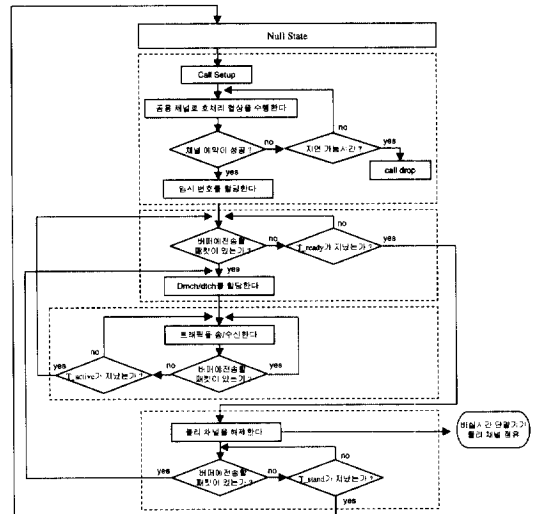 Null State
Call Setup
공용 채널로 호처리 협상을 수행한다
no
채널 예약이 성공?
no
지연 가능시간?
yes
yes
call drop
임시 번호를 할당한다
no
버퍼에전송할
패킷이 있는가?
no
T_ready가 지났는가?
yes
yes
Dmch/dtch를 할당한다
트래픽을 송/수신한다
no
yes
T_active가 지났는가?
no
버퍼에전송할
패킷이 있는가?
yes
물리 채널을 해제한다
비실시간 단말기가
물리 채널 점유
no
yes
버퍼에전송할
패킷이 있는가?
no
T_stand가 지났는가?
yes